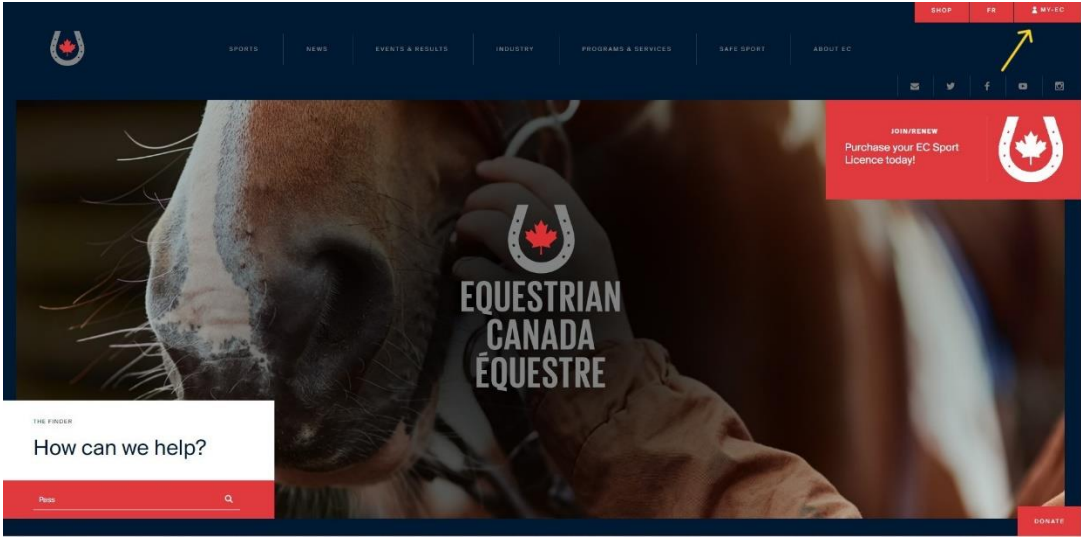 SHOP
FR
MY-EC
SPORTS
NEWS
EVENTS & RESULTS
INDUSTRY
PROGRAMS & SERVICES
SAFE SPORT
ABOUT EC
JOIN/RENEW
Purchase your EC Sport
Licence today!
EQUESTRIAN
CANADA
ÉQUESTRE
THE FINDER
How can we help?
Pass
DONATE